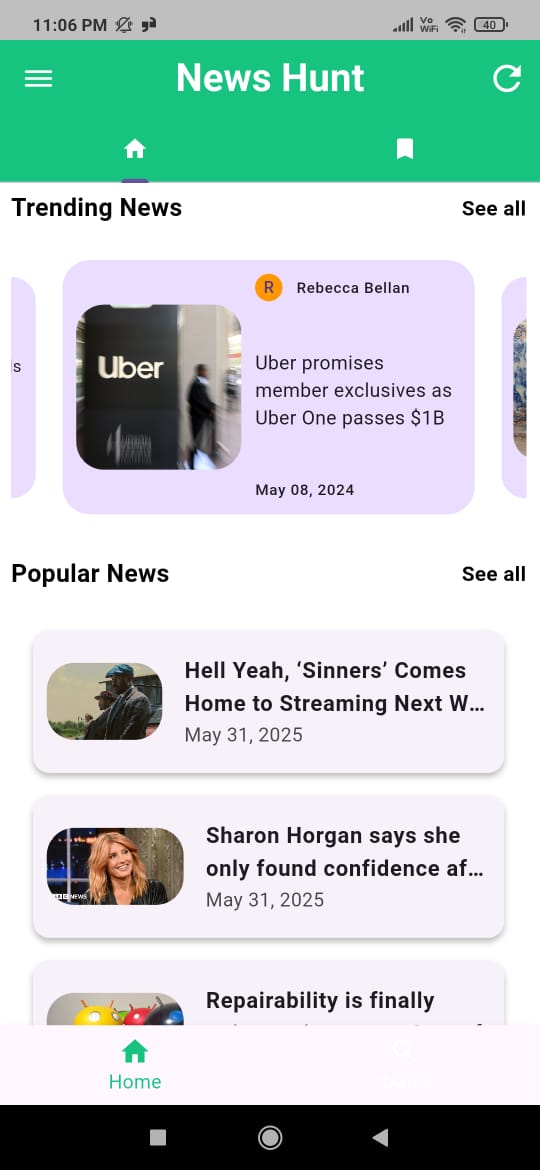 11:06 PM
Vo
WiFi
40
News Hunt
Trending News
See all
s
R
Rebecca Bellan
Uber
Uber promises
member exclusives as
Uber One passes $1B
May 08, 2024
Popular News
See all
Hell Yeah, ‘Sinners’ Comes
Home to Streaming Next W...
May 31, 2025
Sharon Horgan says she
only found confidence af...
May 31, 2025
BBC NEWS
Repairability is finally
Home